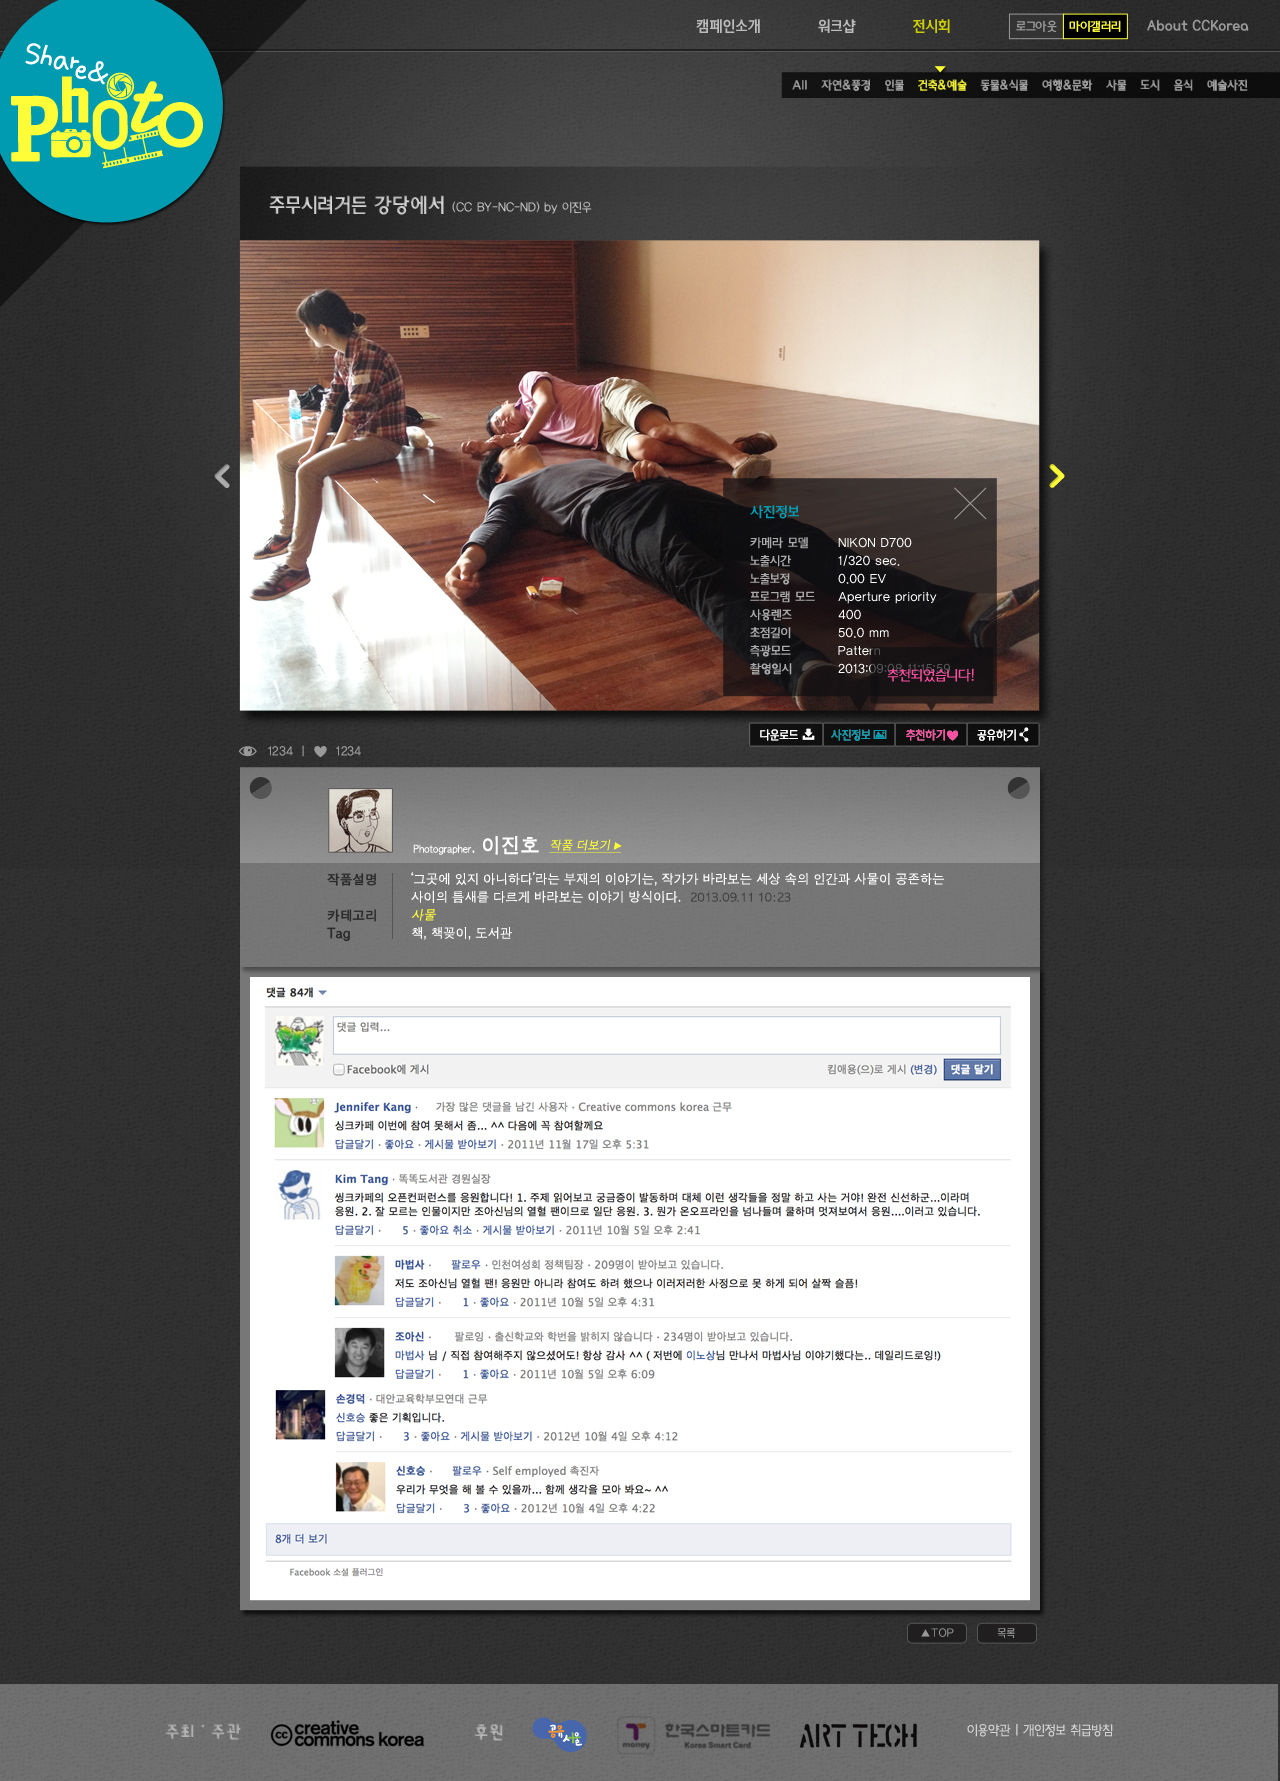 Share&
Photo
캠페인소개 워크샵 전시회 로그아웃 마이갤러리 About CCKorea
All 자연&풍경 인물 건축&예술 동물&식물 여행&문화 사물 도시 음식 예술사진
주무시려거든 강당에서 (CC BY-NC-ND) by 이진우
사진정보
카메라 모델 NIKON D700
노출시간 1/320 sec.
노출보정 0.00 EV
프로그램 모드 Aperture priority
사용렌즈 400
초점길이 50.0 mm
측광모드 Pattern
촬영일시 2013:09:08 11:15:59
추천되었습니다!
다운로드 사진정보 추천하기 공유하기
1234 | 1234
Photographer. 이진호 작품 더보기 ▶
작품설명 ‘그곳에 있지 아니하다’라는 부재의 이야기는, 작가가 바라보는 세상 속의 인간과 사물이 공존하는
사이의 틈새를 다르게 바라보는 이야기 방식이다. 2013.09.11 10:23
카테고리 사물
Tag 책, 책꽂이, 도서관
댓글 84개
댓글 입력...
Facebook에 게시 킴애용(으)로 게시 (변경) 댓글 달기
Jennifer Kang · 가장 많은 댓글을 남긴 사용자 · Creative commons korea 근무
싱크카페 이번에 참여 못해서 좀... ^^ 다음에 꼭 참여할께요
답글달기 · 좋아요 · 게시물 받아보기 · 2011년 11월 17일 오후 5:31
Kim Tang · 똑똑도서관 경원실장
씽크카페의 오픈컨퍼런스를 응원합니다! 1. 주제 읽어보고 궁금증이 발동하며 대체 이런 생각들을 정말 하고 사는 거야! 완전 신선하군...이라며
응원. 2. 잘 모르는 인물이지만 조아신님의 열혈 팬이므로 일단 응원. 3. 뭔가 온오프라인을 넘나들며 쿨하며 멋져보여서 응원....이러고 있습니다.
답글달기 · 5 · 좋아요 취소 · 게시물 받아보기 · 2011년 10월 5일 오후 2:41
마법사 · 팔로우 · 인천여성회 정책팀장 · 209명이 받아보고 있습니다.
저도 조아신님 열혈 팬! 응원만 아니라 참여도 하려 했으나 이러저러한 사정으로 못 하게 되어 살짝 슬픔!
답글달기 · 1 · 좋아요 · 2011년 10월 5일 오후 4:31
조아신 · 팔로잉 · 출신학교와 학번을 밝히지 않습니다 · 234명이 받아보고 있습니다.
마법사 님 / 직접 참여해주지 않으셨어도! 항상 감사 ^^ ( 저번에 이노상님 만나서 마법사님 이야기했다는.. 데일리드로잉!)
답글달기 · 1 · 좋아요 · 2011년 10월 5일 오후 6:09
손경덕 · 대안교육학부모연대 근무
신호승 좋은 기획입니다.
답글달기 · 3 · 좋아요 · 게시물 받아보기 · 2012년 10월 4일 오후 4:12
신호승 · 팔로우 · Self employed 촉진자
우리가 무엇을 해 볼 수 있을까... 함께 생각을 모아 봐요~ ^^
답글달기 · 3 · 좋아요 · 2012년 10월 4일 오후 4:22
8개 더 보기
Facebook 소셜 플러그인
▲TOP 목록
주최 · 주관 cc creative commons korea 후원 공유서울 T money 한국스마트카드 Korea Smart Card ART TECH 이용약관 | 개인정보 취급방침